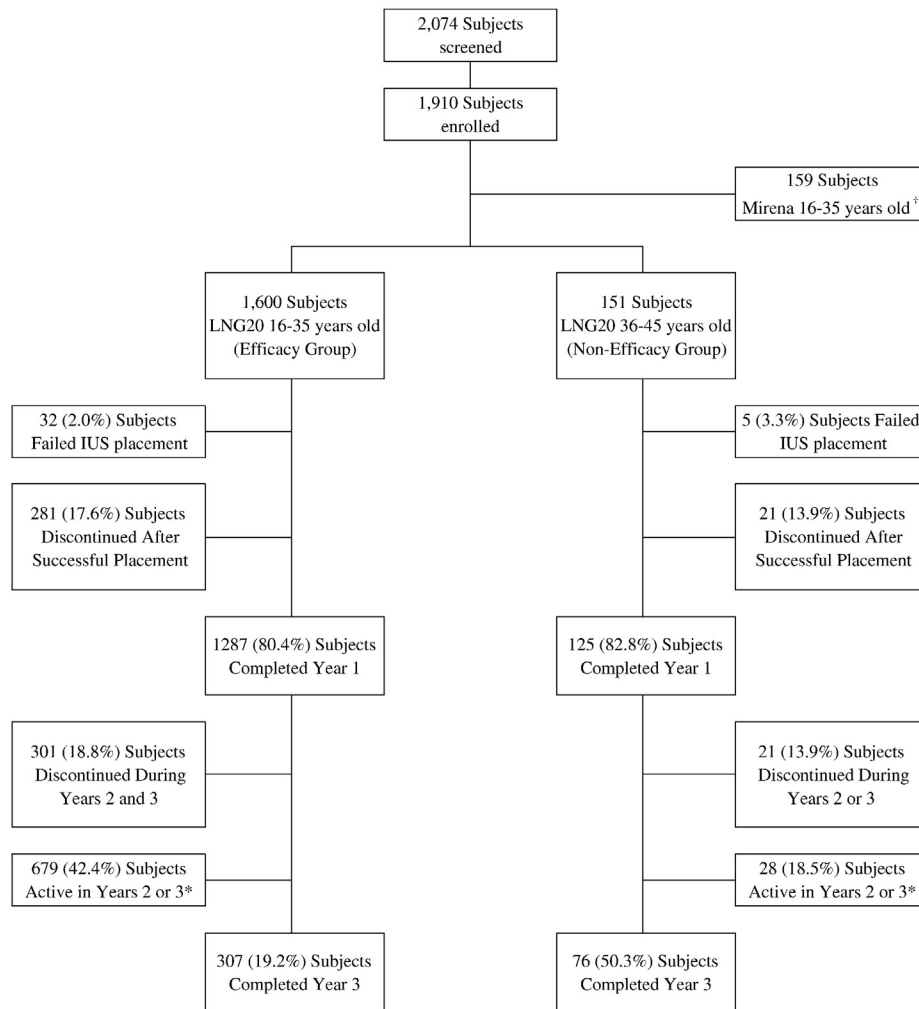 2,074 Subjects
screened
1,910 Subjects
enrolled
159 Subjects
Mirena 16-35 years old†
1,600 Subjects
LNG20 16-35 years old
(Efficacy Group)
151 Subjects
LNG20 36-45 years old
(Non-Efficacy Group)
32 (2.0%) Subjects
Failed IUS placement
5 (3.3%) Subjects Failed
IUS placement
281 (17.6%) Subjects
Discontinued After
Successful Placement
21 (13.9%) Subjects
Discontinued After
Successful Placement
1287 (80.4%) Subjects
Completed Year 1
125 (82.8%) Subjects
Completed Year 1
301 (18.8%) Subjects
Discontinued During
Years 2 and 3
21 (13.9%) Subjects
Discontinued During
Years 2 or 3
679 (42.4%) Subjects
Active in Years 2 or 3*
28 (18.5%) Subjects
Active in Years 2 or 3*
307 (19.2%) Subjects
Completed Year 3
76 (50.3%) Subjects
Completed Year 3